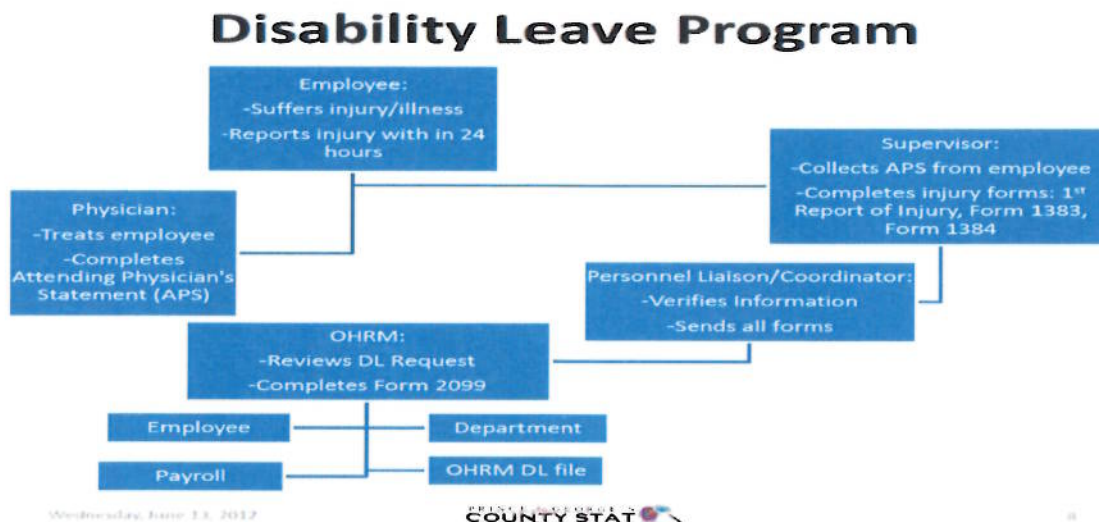 Disability Leave Program
Employee:
-Suffers injury/illness
-Reports injury with in 24
hours
Supervisor:
-Collects APS from employee
-Completes injury forms: 1st
Report of Injury, Form 1383,
Form 1384
Physician:
-Treats employee
-Completes
Attending Physician's
Statement (APS)
Personnel Liaison/Coordinator:
-Verifies Information
-Sends all forms
OHRM:
-Reviews DL Request
-Completes Form 2099
Employee
Department
Payroll
OHRM DL file
Wednesday, June 13, 2012
PRINCE GEORGE'S
COUNTY STAT
8